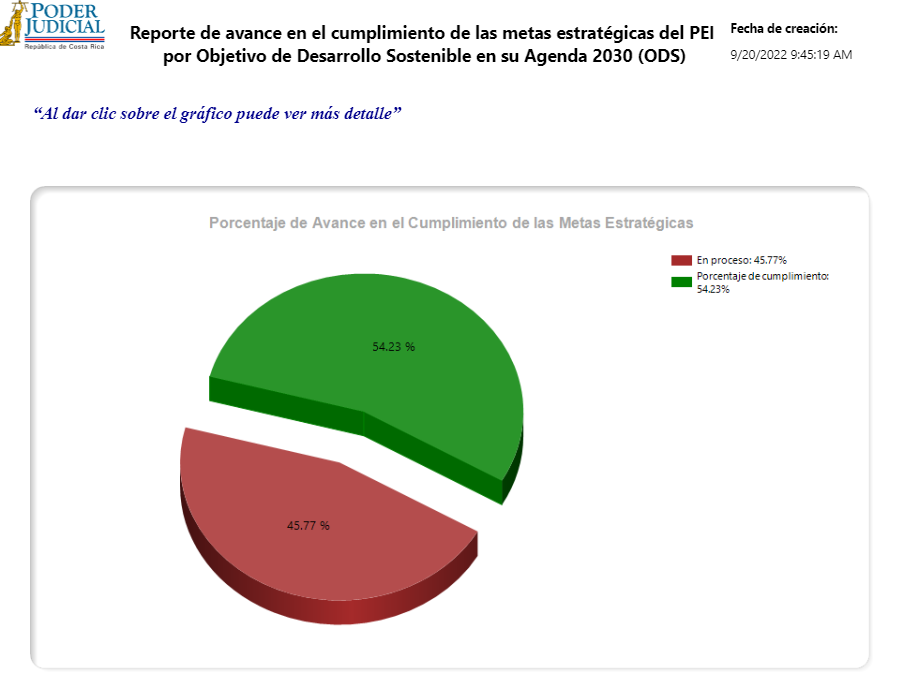 PODER
JUDICIAL
República de Costa Rica
Reporte de avance en el cumplimiento de las metas estratégicas del PEI
por Objetivo de Desarrollo Sostenible en su Agenda 2030 (ODS)
Fecha de creación:
9/20/2022 9:45:19 AM
“Al dar clic sobre el gráfico puede ver más detalle”
Porcentaje de Avance en el Cumplimiento de las Metas Estratégicas
En proceso: 45.77%
Porcentaje de cumplimiento:
54.23%
54.23 %
45.77 %